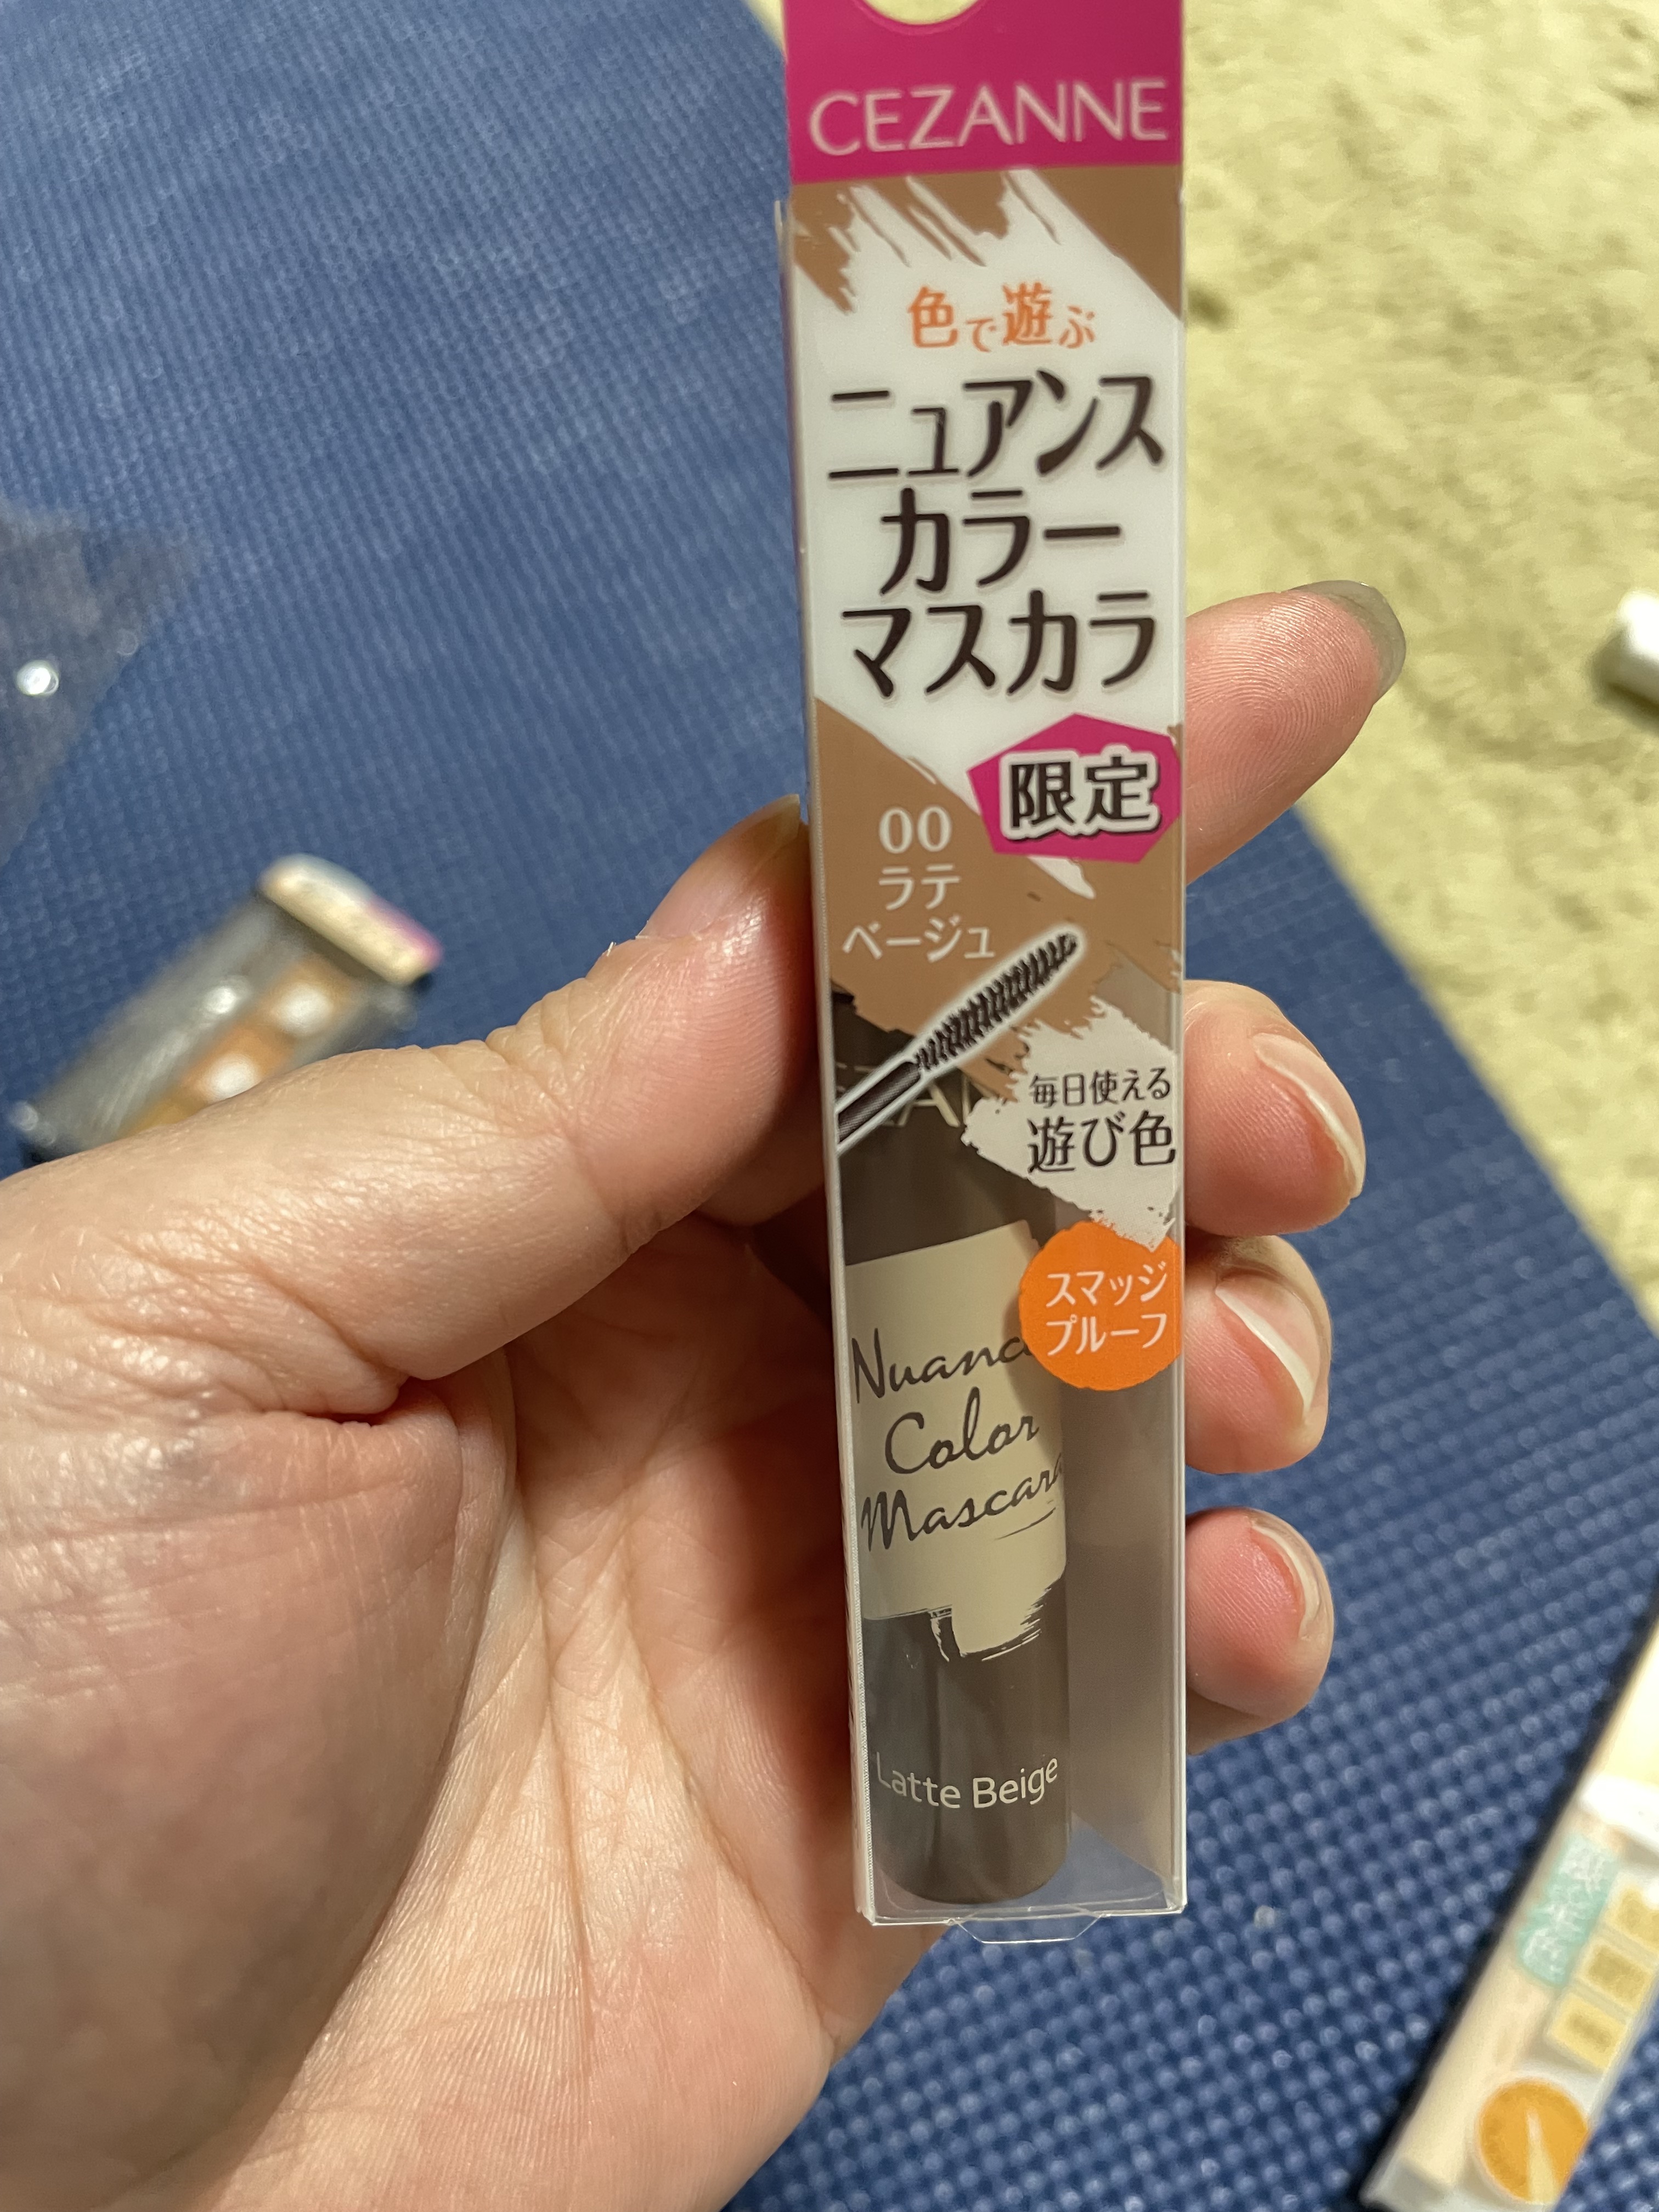 CEZANNE
色で遊ぶ
ニュアンス
カラー
マスカラ
限定
00
ラテ
ベージュ
毎日使える
遊び色
スマッジ
プルーフ
Color
Latte Beige